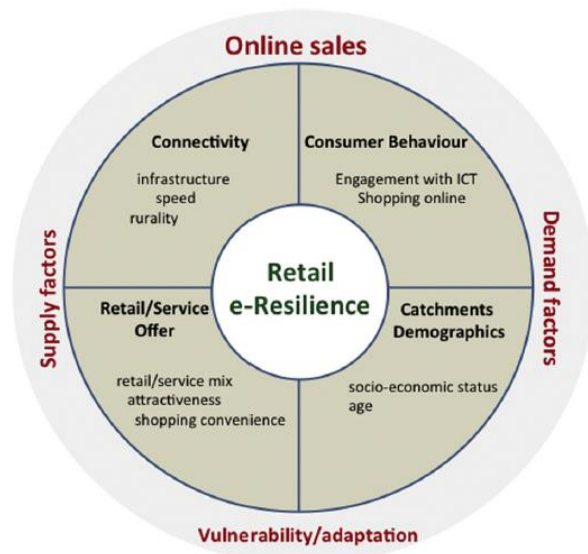 Online sales
Connectivity
infrastructure
speed
rurality
Consumer Behaviour
Engagement with ICT
Shopping online
Supply factors
Demand factors
Retail
e-Resilience
Retail/Service
Offer
retail/service mix
attractiveness
shopping convenience
Catchments
Demographics
socio-economic status
age
Vulnerability/adaptation